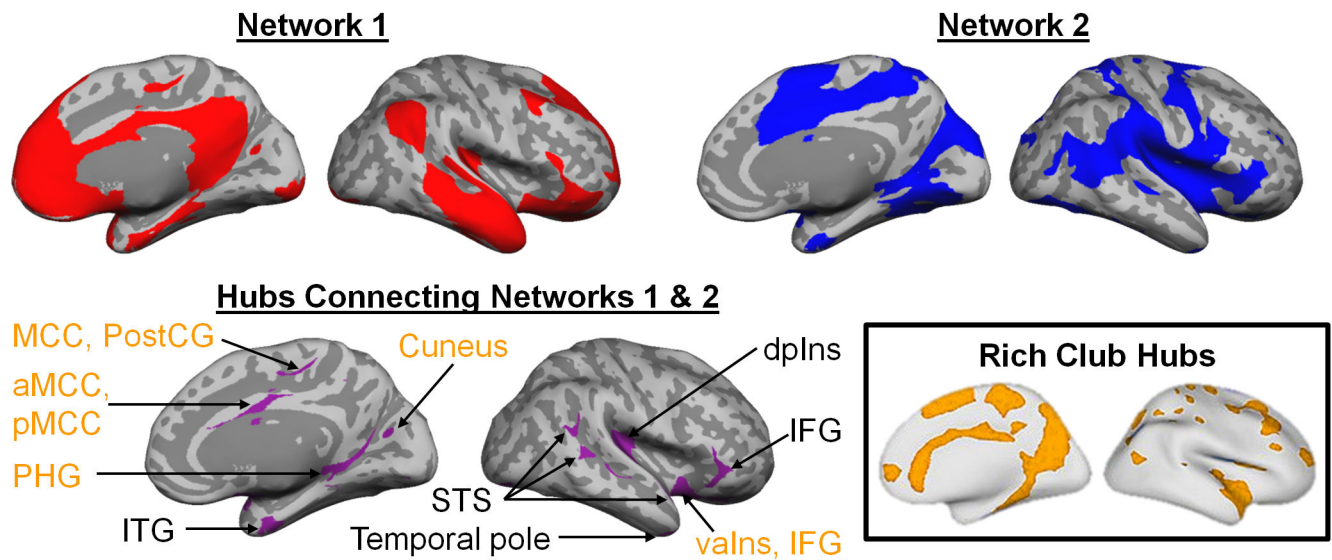 Network 1
Network 2
Hubs Connecting Networks 1 & 2
MCC, PostCG
aMCC,
pMCC
PHG
ITG
Cuneus
dpIns
IFG
STS
Temporal pole
vaIns, IFG
Rich Club Hubs